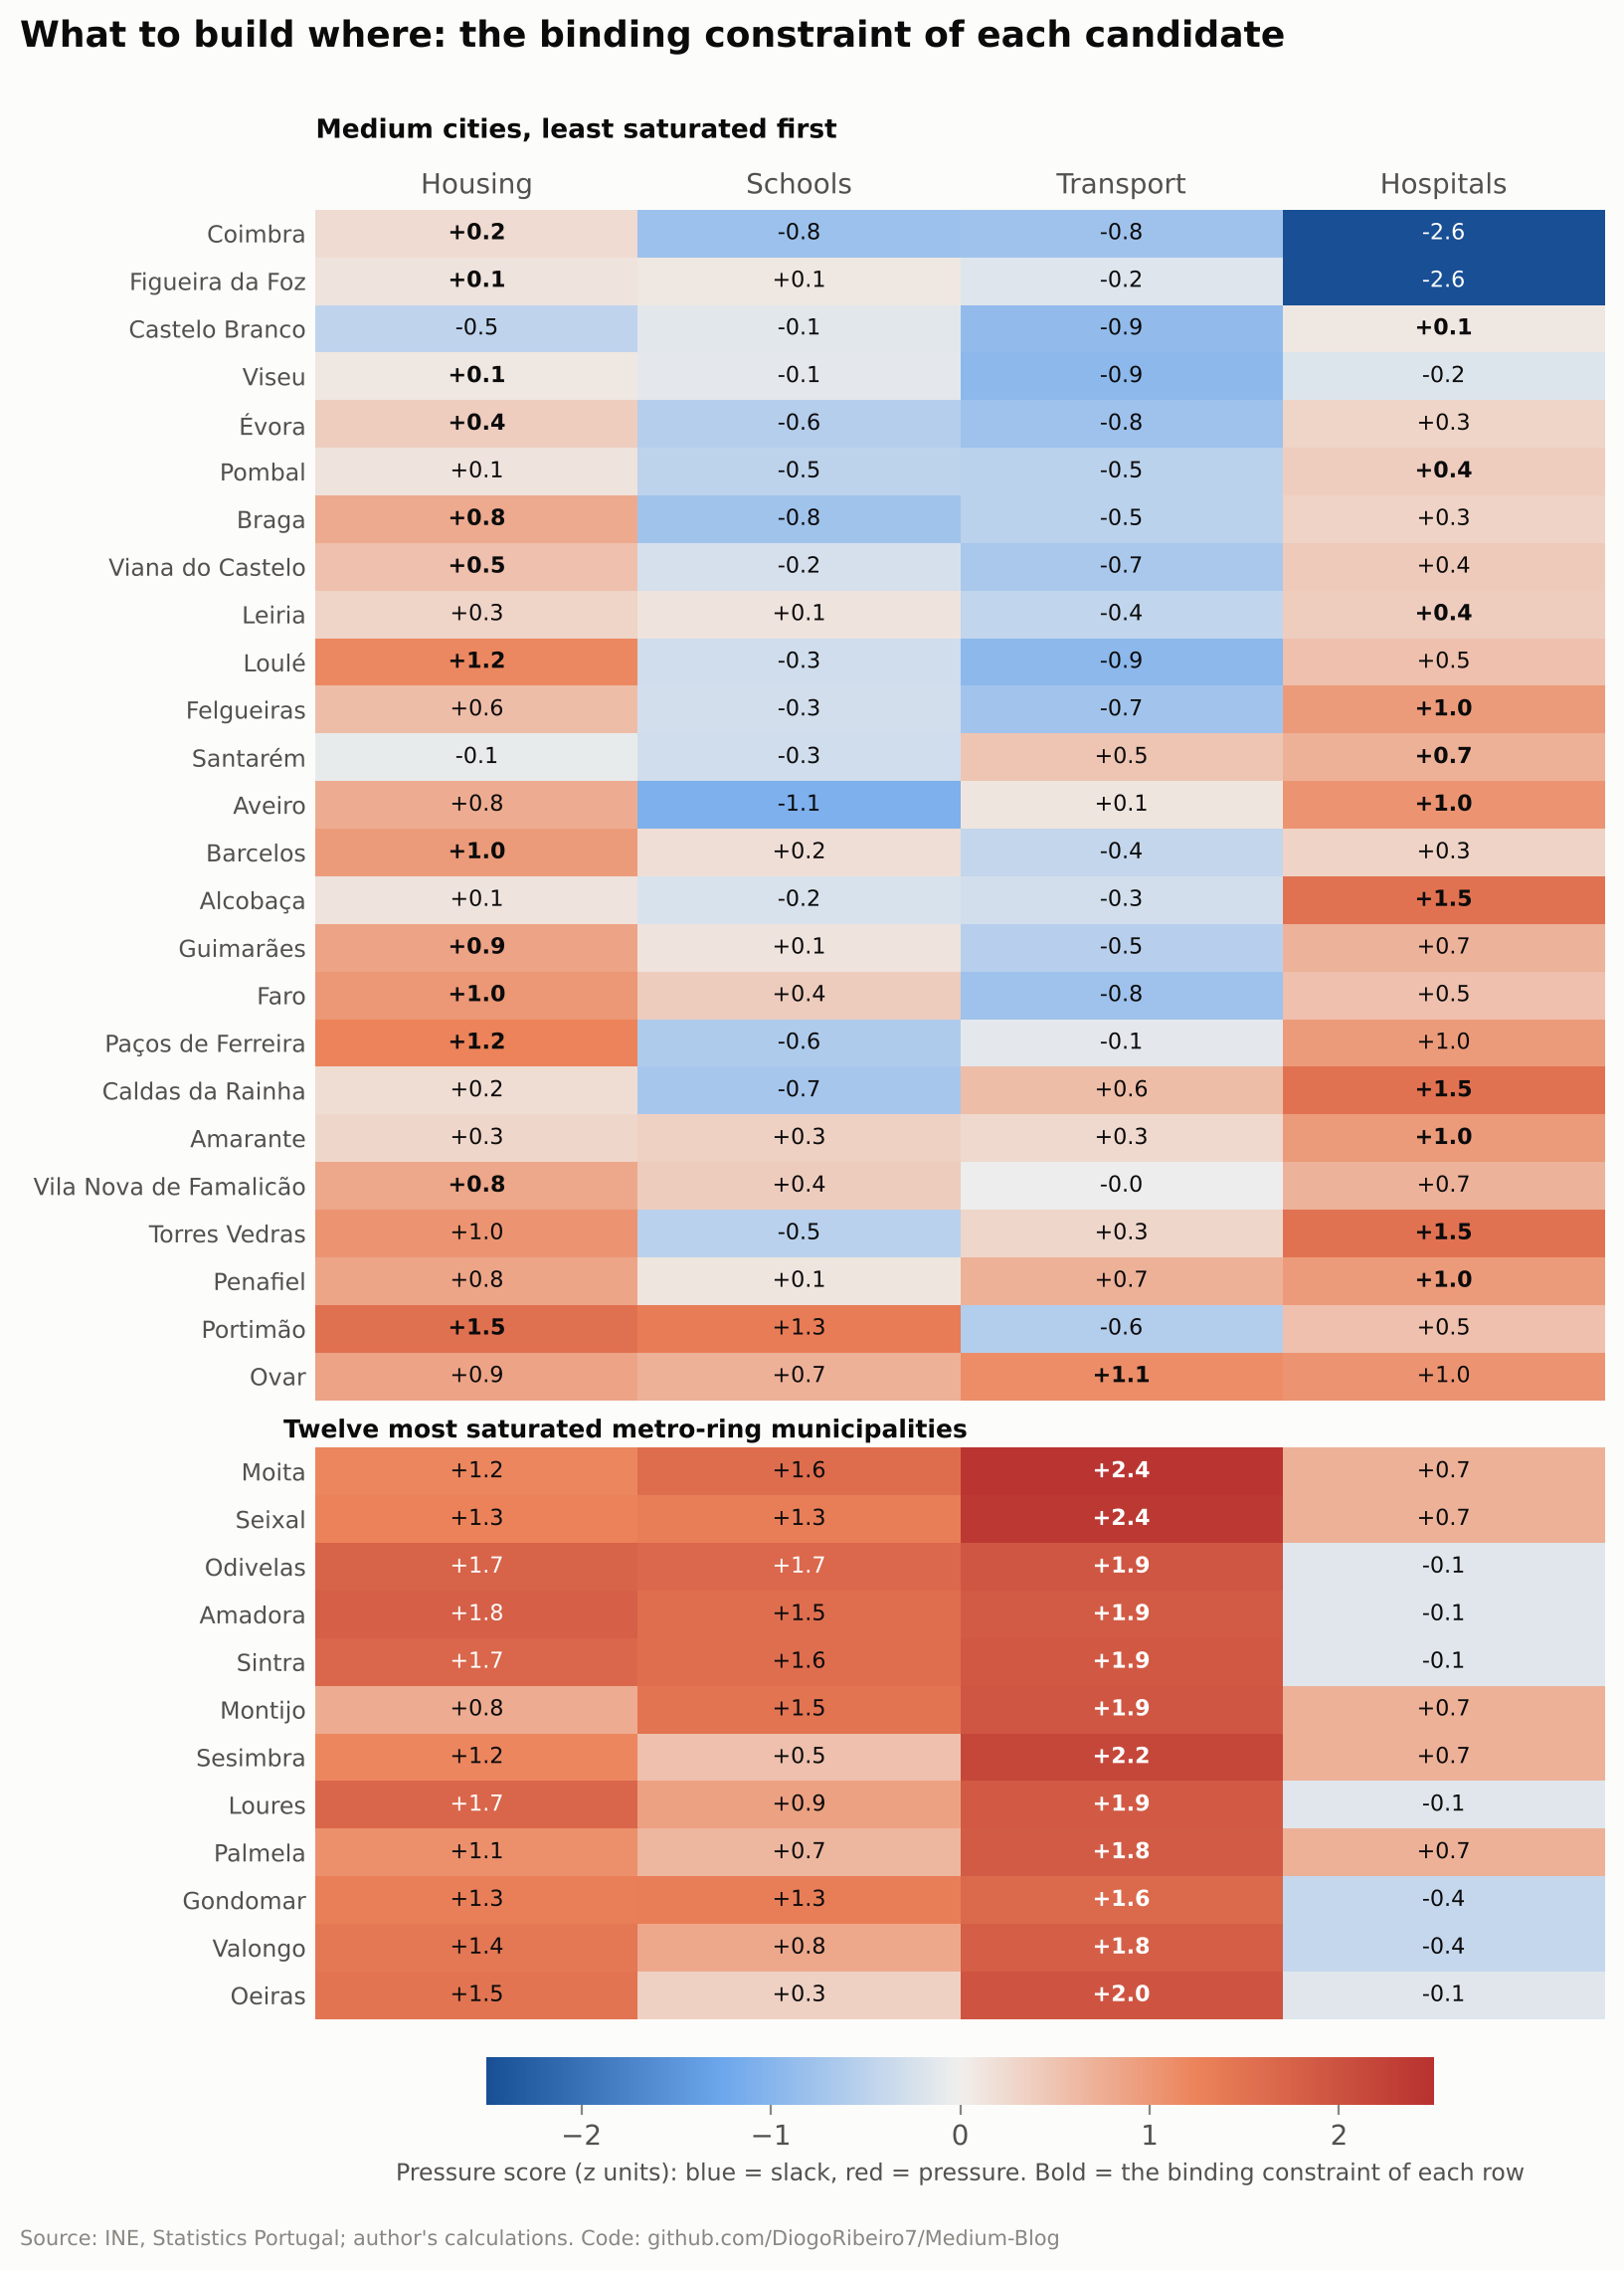 What to build where: the binding constraint of each candidate
Medium cities, least saturated first
Housing Schools Transport Hospitals
Coimbra +0.2 -0.8 -0.8 -2.6
Figueira da Foz +0.1 +0.1 -0.2 -2.6
Castelo Branco -0.5 -0.1 -0.9 +0.1
Viseu +0.1 -0.1 -0.9 -0.2
Évora +0.4 -0.6 -0.8 +0.3
Pombal +0.1 -0.5 -0.5 +0.4
Braga +0.8 -0.8 -0.5 +0.3
Viana do Castelo +0.5 -0.2 -0.7 +0.4
Leiria +0.3 +0.1 -0.4 +0.4
Loulé +1.2 -0.3 -0.9 +0.5
Felgueiras +0.6 -0.3 -0.7 +1.0
Santarém -0.1 -0.3 +0.5 +0.7
Aveiro +0.8 -1.1 +0.1 +1.0
Barcelos +1.0 +0.2 -0.4 +0.3
Alcobaça +0.1 -0.2 -0.3 +1.5
Guimarães +0.9 +0.1 -0.5 +0.7
Faro +1.0 +0.4 -0.8 +0.5
Paços de Ferreira +1.2 -0.6 -0.1 +1.0
Caldas da Rainha +0.2 -0.7 +0.6 +1.5
Amarante +0.3 +0.3 +0.3 +1.0
Vila Nova de Famalicão +0.8 +0.4 -0.0 +0.7
Torres Vedras +1.0 -0.5 +0.3 +1.5
Penafiel +0.8 +0.1 +0.7 +1.0
Portimão +1.5 +1.3 -0.6 +0.5
Ovar +0.9 +0.7 +1.1 +1.0
Twelve most saturated metro-ring municipalities
Moita +1.2 +1.6 +2.4 +0.7
Seixal +1.3 +1.3 +2.4 +0.7
Odivelas +1.7 +1.7 +1.9 -0.1
Amadora +1.8 +1.5 +1.9 -0.1
Sintra +1.7 +1.6 +1.9 -0.1
Montijo +0.8 +1.5 +1.9 +0.7
Sesimbra +1.2 +0.5 +2.2 +0.7
Loures +1.7 +0.9 +1.9 -0.1
Palmela +1.1 +0.7 +1.8 +0.7
Gondomar +1.3 +1.3 +1.6 -0.4
Valongo +1.4 +0.8 +1.8 -0.4
Oeiras +1.5 +0.3 +2.0 -0.1
−2 −1 0 1 2
Pressure score (z units): blue = slack, red = pressure. Bold = the binding constraint of each row
Source: INE, Statistics Portugal; author's calculations. Code: github.com/DiogoRibeiro7/Medium-Blog